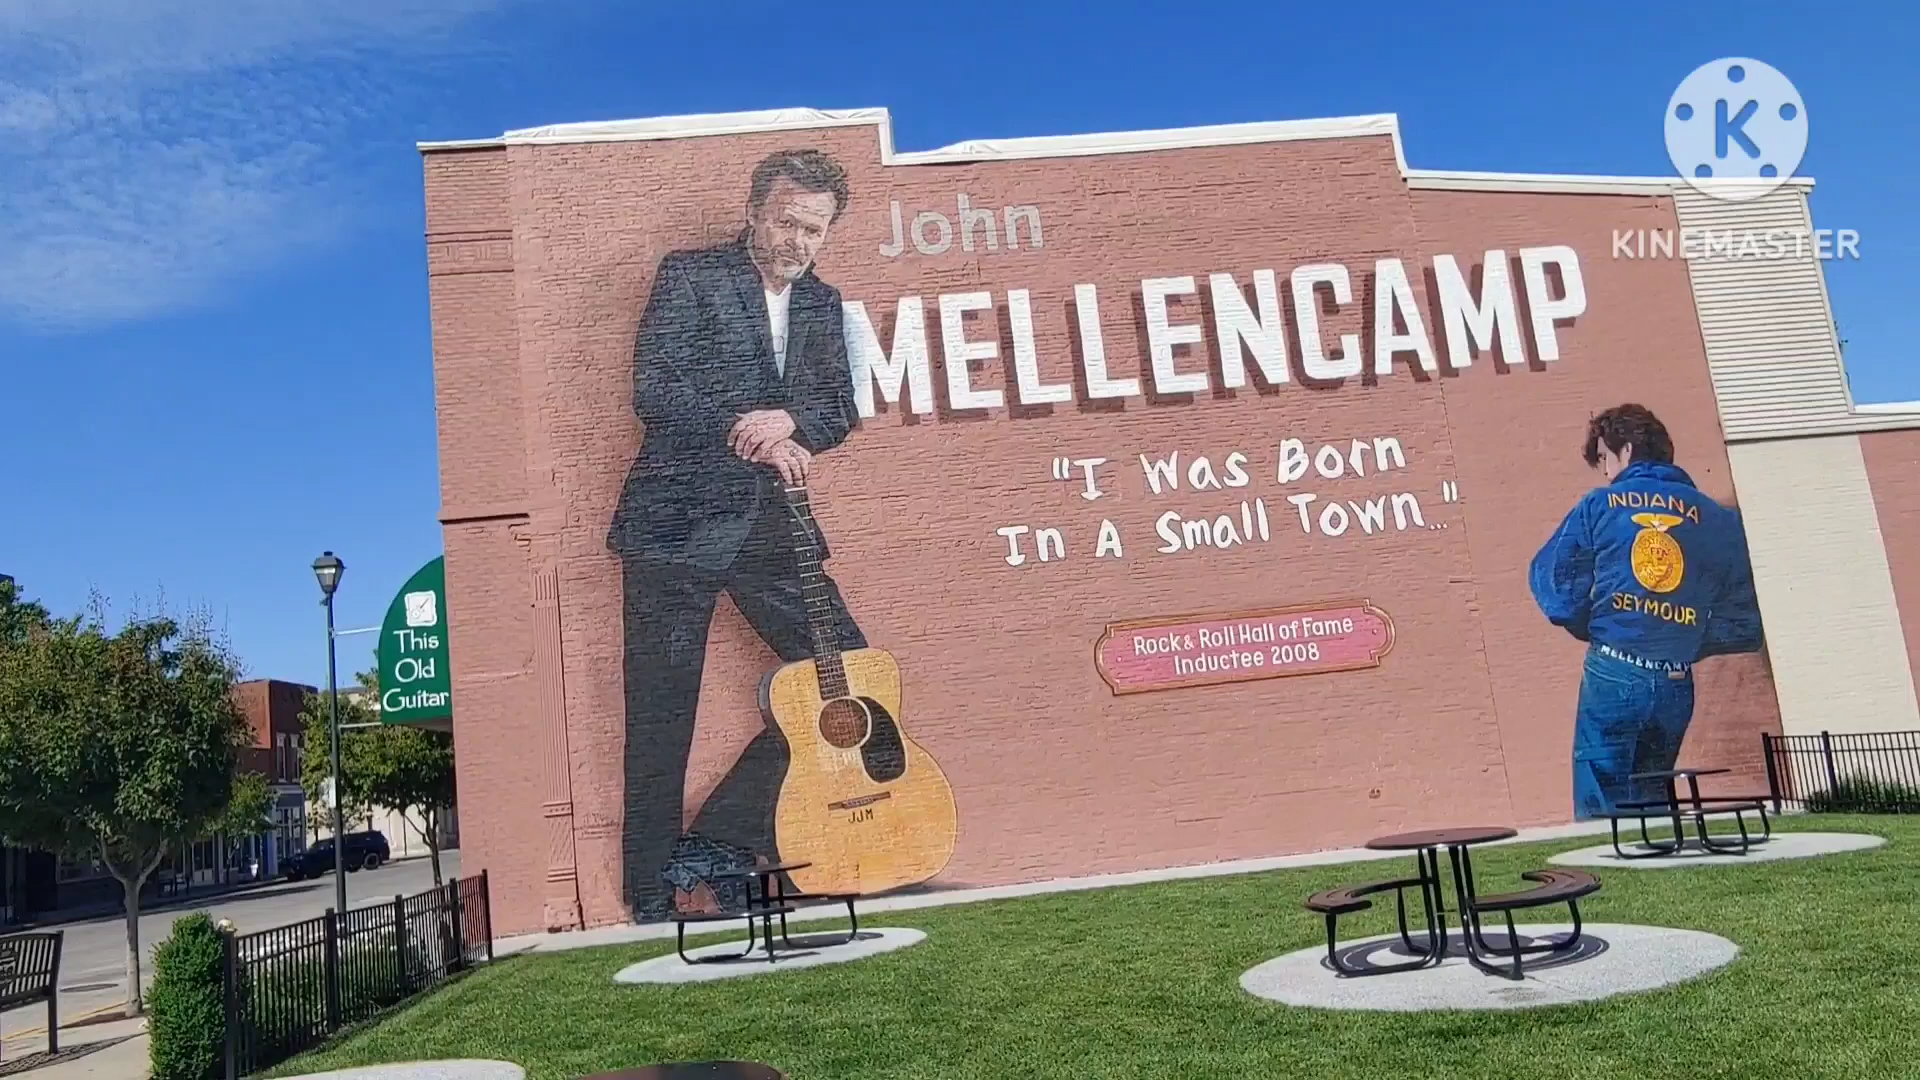 K
KINEMASTER
John
MELLENCAMP
"I Was Born
In A Small Town..."
INDIANA
SEYMOUR
MELLENCAMP
Rock & Roll Hall of Fame
Inductee 2008
This
Old
Guitar
JJM